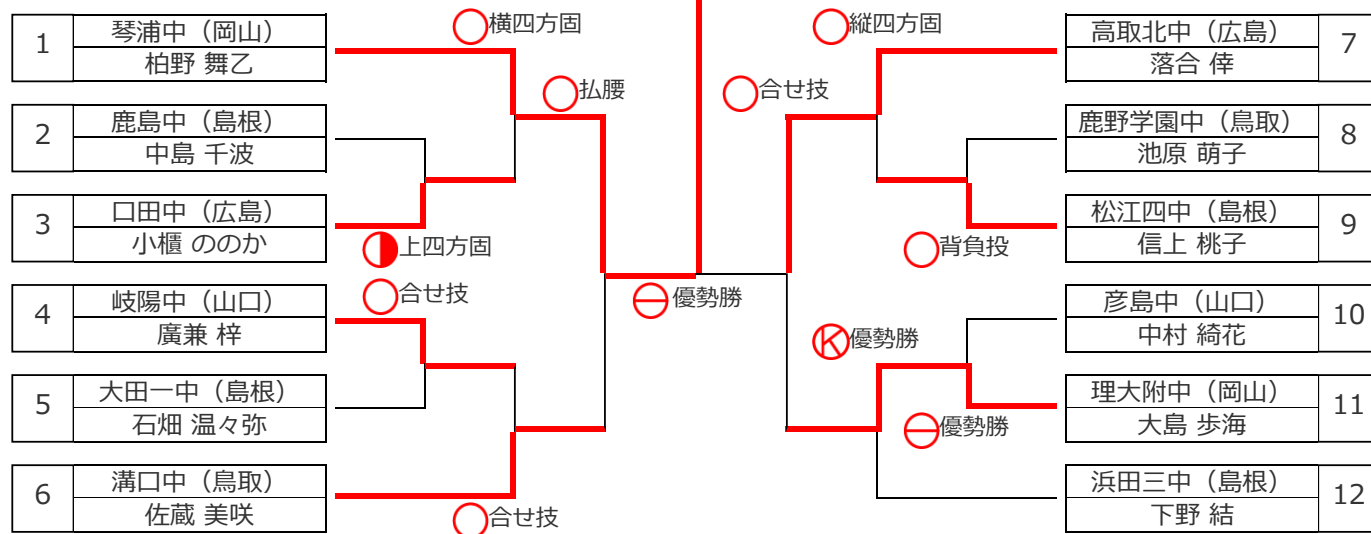 1
琴浦中（岡山）
柏野 舞乙
2
鹿島中（島根）
中島 千波
3
口田中（広島）
小櫃 ののか
4
岐陽中（山口）
廣兼 梓
5
大田一中（島根）
石畑 温々弥
6
溝口中（鳥取）
佐蔵 美咲
横四方固
払腰
上四方固
合せ技
合せ技
優勢勝
縦四方固
合せ技
背負投
K優勢勝
優勢勝
高取北中（広島）
落合 倖
7
鹿野学園中（鳥取）
池原 萌子
8
松江四中（島根）
信上 桃子
9
彦島中（山口）
中村 綺花
10
理大附中（岡山）
大島 歩海
11
浜田三中（島根）
下野 結
12